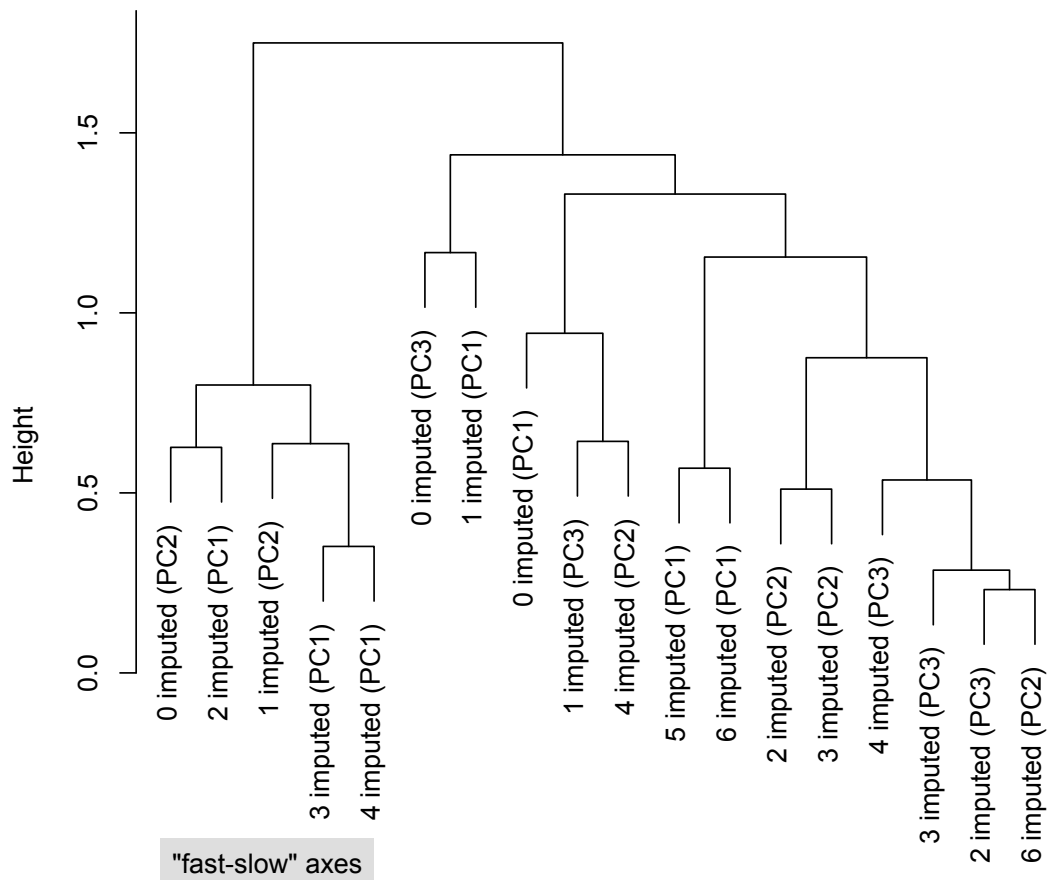 Height
1.5
1.0
0.5
0.0
0 imputed (PC2)
2 imputed (PC1)
1 imputed (PC2)
3 imputed (PC1)
4 imputed (PC1)
0 imputed (PC3)
1 imputed (PC1)
0 imputed (PC1)
1 imputed (PC3)
4 imputed (PC2)
5 imputed (PC1)
6 imputed (PC1)
2 imputed (PC2)
3 imputed (PC2)
4 imputed (PC3)
3 imputed (PC3)
2 imputed (PC3)
6 imputed (PC2)
"fast-slow" axes